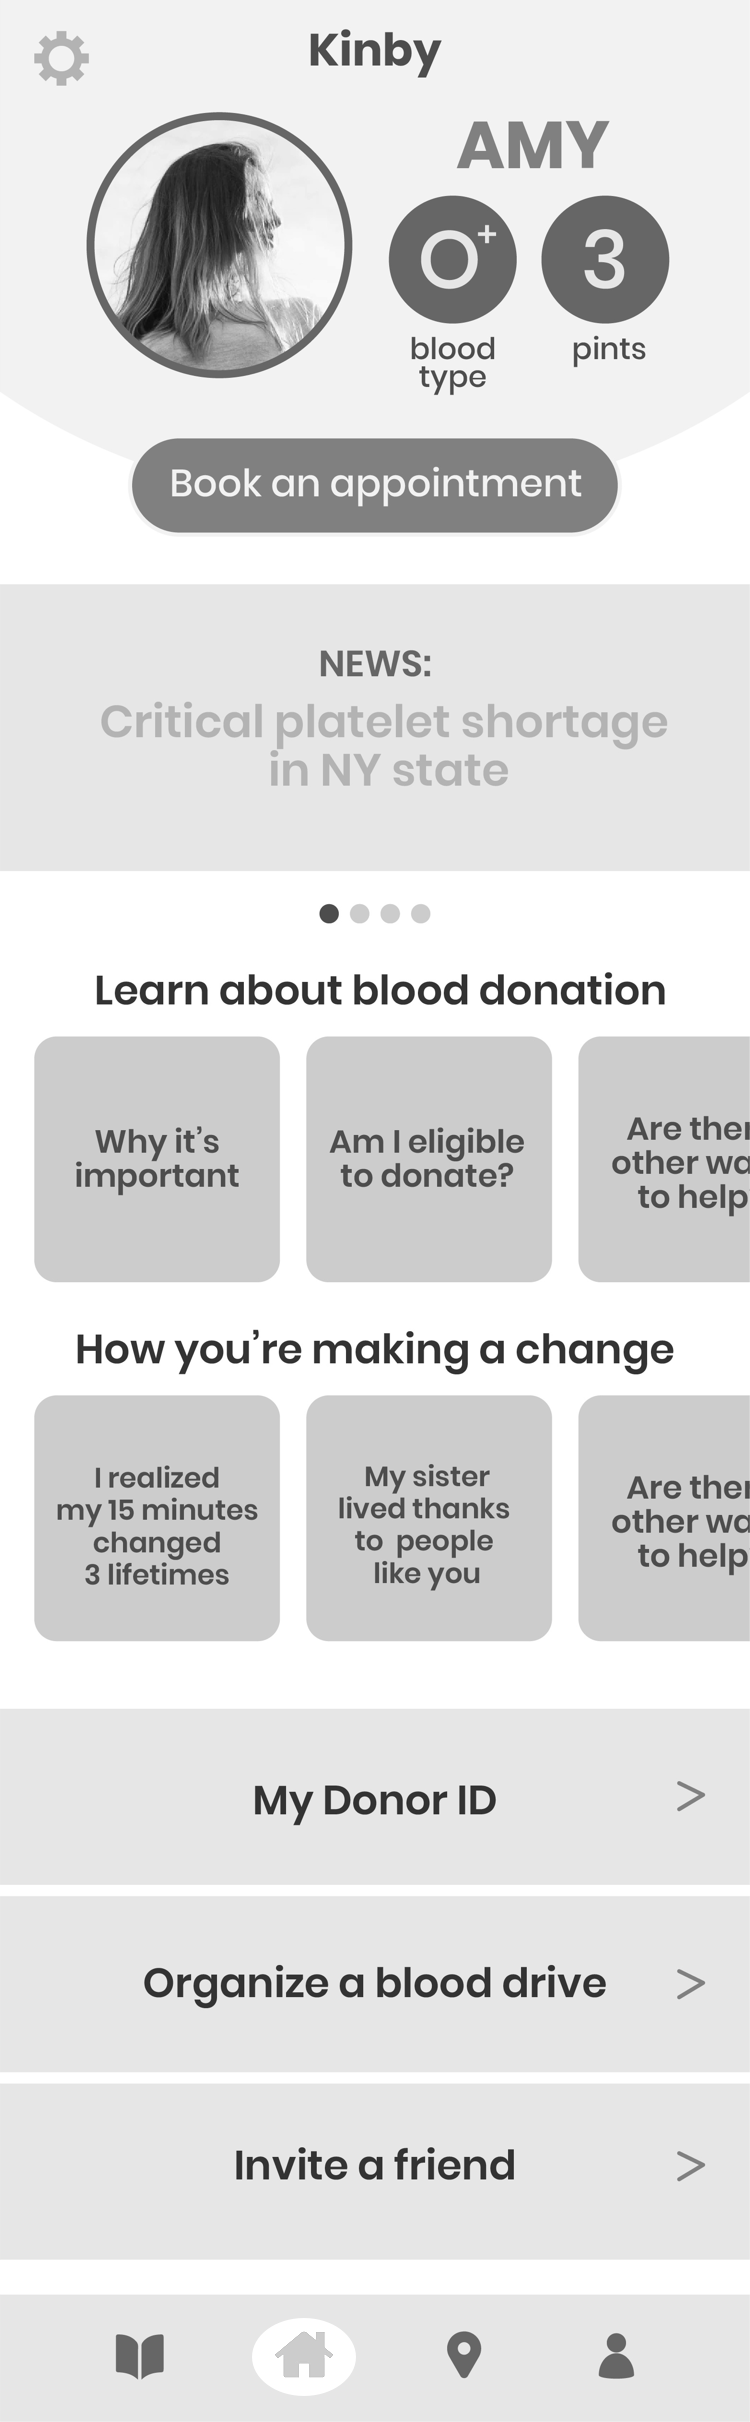 Kinby
AMY
O+
3
blood
type
pints
Book an appointment
NEWS:
Critical platelet shortage
in NY state
Learn about blood donation
Why it’s
important
Am I eligible
to donate?
Are ther
other wa
to help
How you’re making a change
I realized
my 15 minutes
changed
3 lifetimes
My sister
lived thanks
to people
like you
Are ther
other wa
to help
My Donor ID
>
Organize a blood drive
>
Invite a friend
>